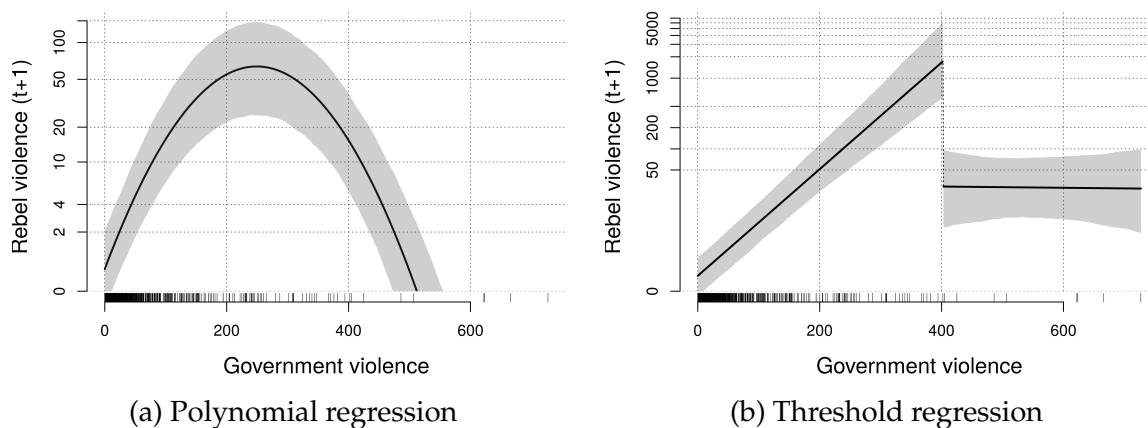 Rebel violence (t+1)
100
50
20
10
4
2
0
0 200 400 600
Government violence
(a) Polynomial regression
Rebel violence (t+1)
5000
1000
200
50
0
0 200 400 600
Government violence
(b) Threshold regression